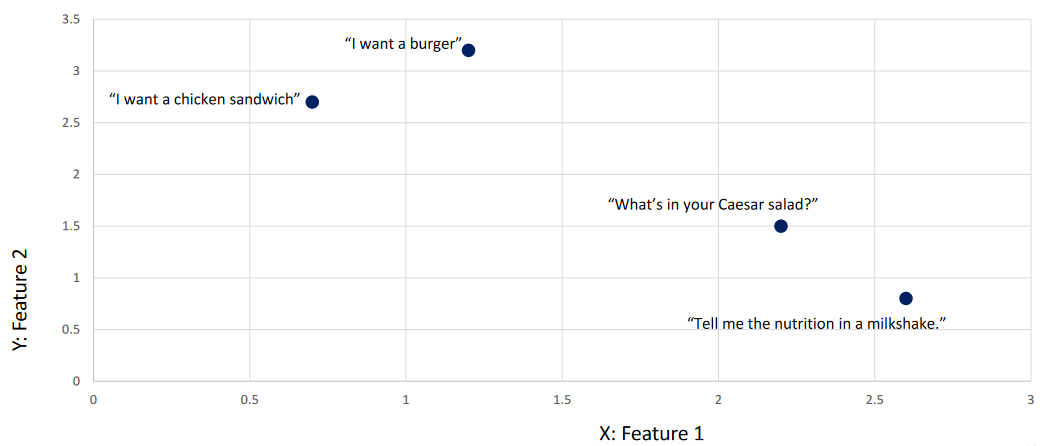 3.5
“I want a burger”
3
“I want a chicken sandwich”
2.5
2
“What’s in your Caesar salad?”
1.5
1
“Tell me the nutrition in a milkshake.”
0.5
0
Y: Feature 2
0 0.5 1 1.5 2 2.5 3
X: Feature 1